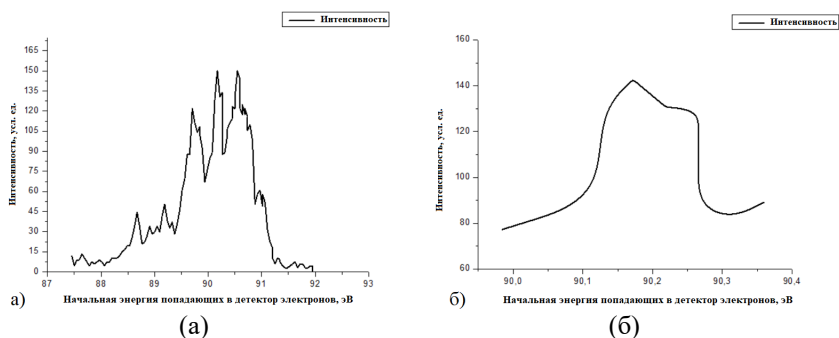 Интенсивность
Интенсивность, усл. ед.
165
150
135
120
105
90
75
60
45
30
15
0
87 88 89 90 91 92 93
Начальная энергия попадающих в детектор электронов, эВ
а)
(а)
Интенсивность
Интенсивность, усл. ед.
160
140
120
100
80
60
90,0 90,1 90,2 90,3 90,4
Начальная энергия попадающих в детектор электронов, эВ
б)
(б)